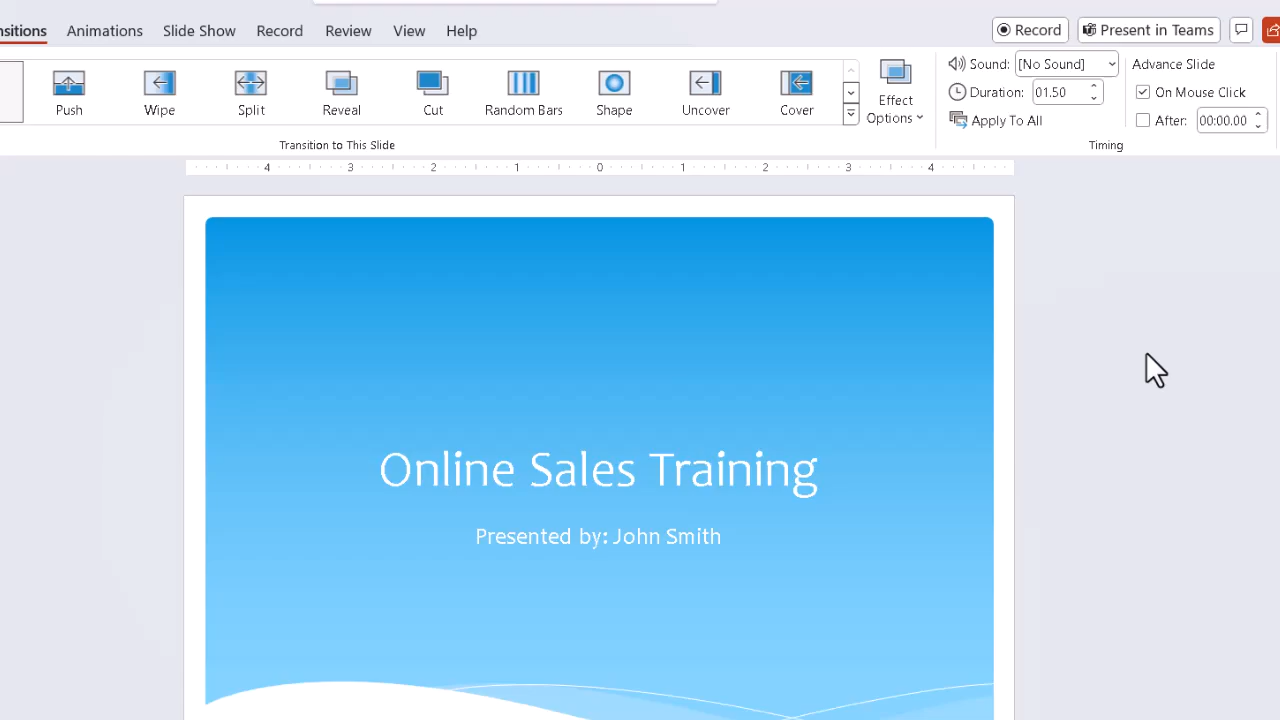 nsitions Animations Slide Show Record Review View Help Record Present in Teams
Push Wipe Split Reveal Cut Random Bars Shape Uncover Cover
Effect Options
Sound: [No Sound]
Duration: 01.50
Apply To All
Advance Slide
On Mouse Click
After: 00:00.00
Transition to This Slide Timing
4 3 2 1 0 1 2 3 4
Online Sales Training
Presented by: John Smith